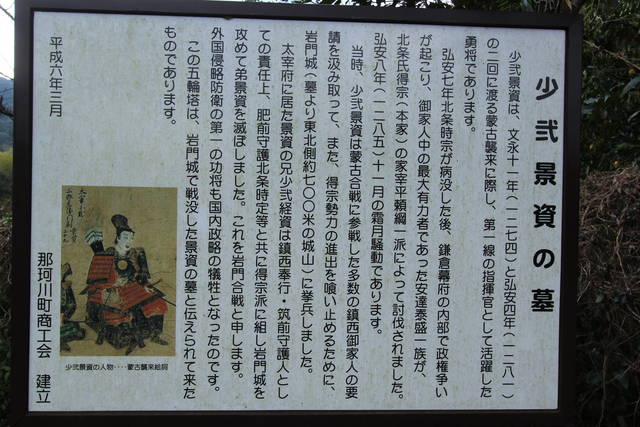 少弐景資の墓
少弐景資は、文永十一年(一二七四)と弘安四年(一二八一)
の二回に渡る蒙古襲来に際し、第一線の指揮官として活躍した
勇将であります。
弘安七年北条時宗が病没した後、鎌倉幕府の内部で政権争い
が起こり、御家人中の最大有力者であった安達泰盛一族が、
北条氏得宗(本家)の家宰平頼綱一派によって討伐されました。
弘安八年(一二八五)十一月の霜月騒動であります。
当時、少弐景資は蒙古合戦に参戦した多数の鎮西御家人の要
請を汲み取って、また、得宗勢力の進出を喰い止めるために、
岩門城(墓より東北側約七〇〇米の城山)に挙兵しました。
太宰府に居た景資の兄少弐経資は鎮西奉行・筑前守護人とし
ての責任上、肥前守護北条時定等と共に得宗派に組し岩門城を
攻めて弟景資を滅ぼしました。これを岩門合戦と申します。
外国侵略防衛の第一の功将も国内政略の犠牲となったのです。
この五輪塔は、岩門城で戦没した景資の墓と伝えられて来た
ものであります。
平成六年三月
那珂川町商工会 建立
少弐景資の人物‥‥蒙古襲来絵詞